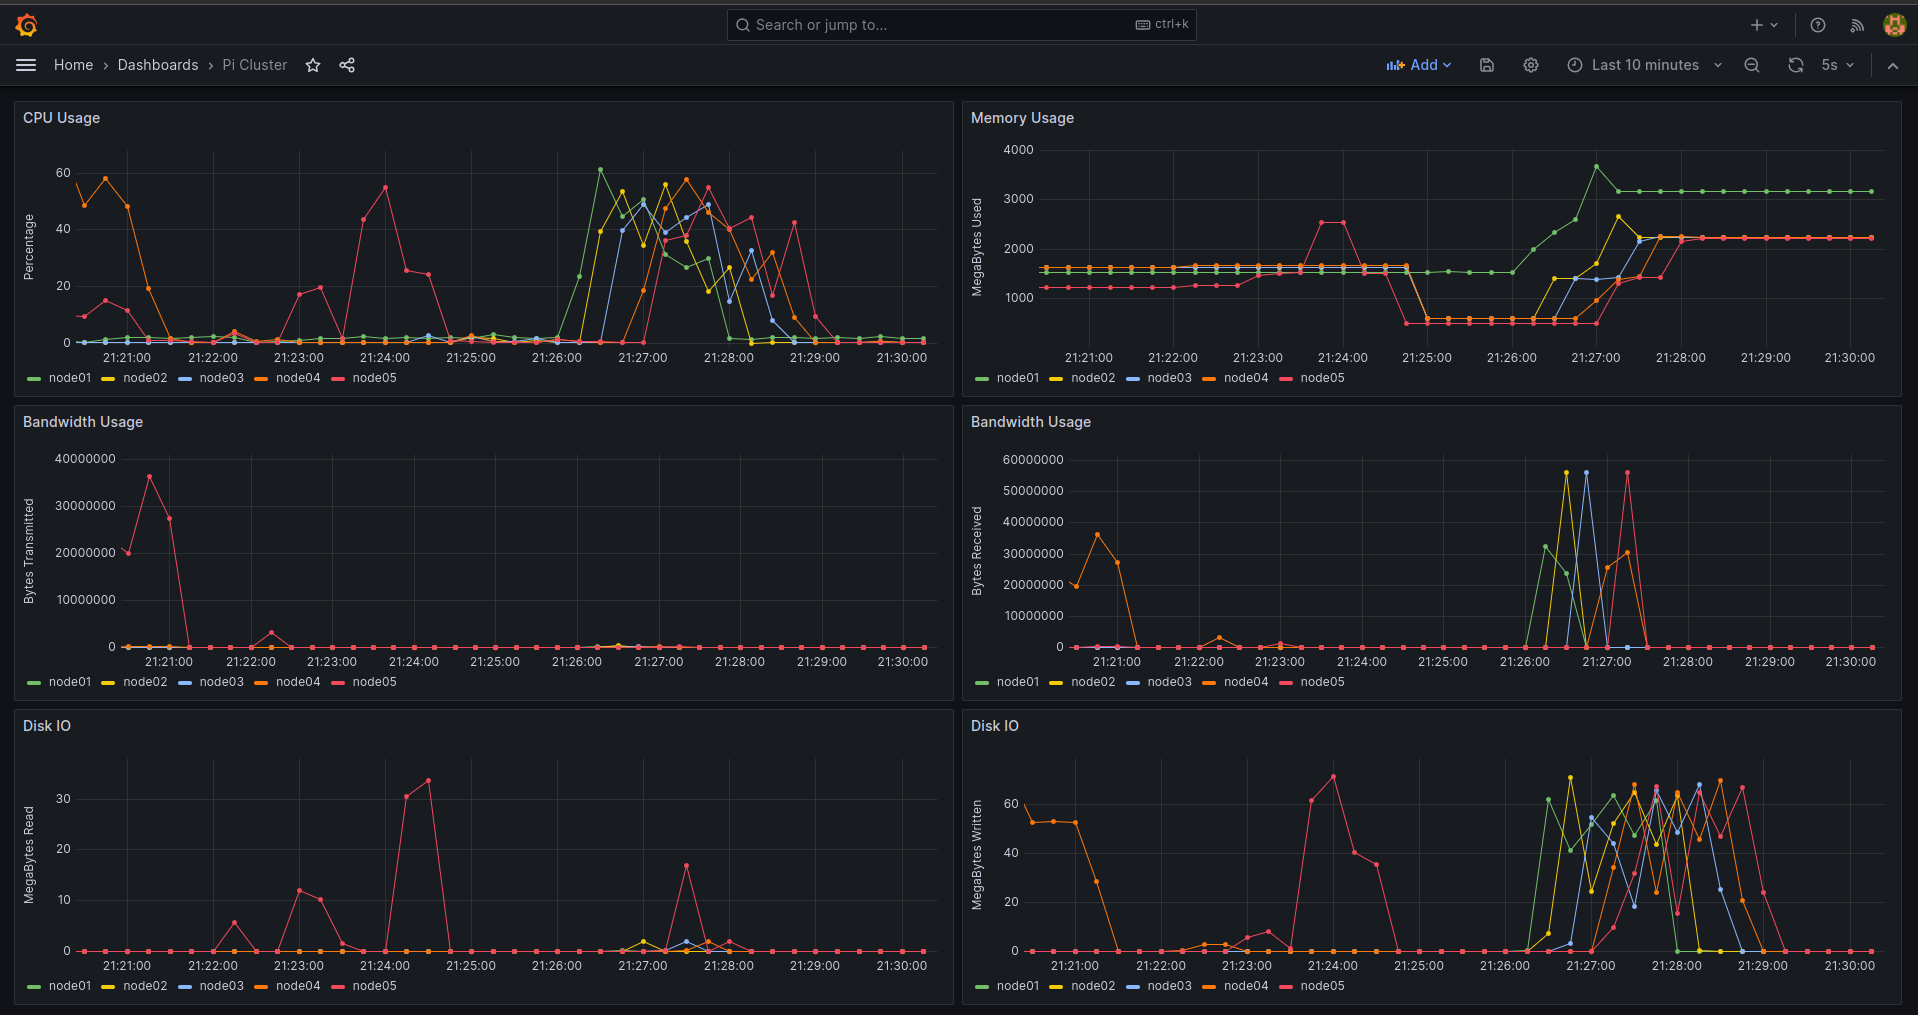 Search or jump to... ctrl+k
Home › Dashboards › Pi Cluster Add Last 10 minutes 5s
CPU Usage
Percentage
60
40
20
0
21:21:00 21:22:00 21:23:00 21:24:00 21:25:00 21:26:00 21:27:00 21:28:00 21:29:00 21:30:00
node01 node02 node03 node04 node05
Memory Usage
MegaBytes Used
4000
3000
2000
1000
21:21:00 21:22:00 21:23:00 21:24:00 21:25:00 21:26:00 21:27:00 21:28:00 21:29:00 21:30:00
node01 node02 node03 node04 node05
Bandwidth Usage
Bytes Transmitted
40000000
30000000
20000000
10000000
0
21:21:00 21:22:00 21:23:00 21:24:00 21:25:00 21:26:00 21:27:00 21:28:00 21:29:00 21:30:00
node01 node02 node03 node04 node05
Bandwidth Usage
Bytes Received
60000000
50000000
40000000
30000000
20000000
10000000
0
21:21:00 21:22:00 21:23:00 21:24:00 21:25:00 21:26:00 21:27:00 21:28:00 21:29:00 21:30:00
node01 node02 node03 node04 node05
Disk IO
MegaBytes Read
30
20
10
0
21:21:00 21:22:00 21:23:00 21:24:00 21:25:00 21:26:00 21:27:00 21:28:00 21:29:00 21:30:00
node01 node02 node03 node04 node05
Disk IO
MegaBytes Written
60
40
20
0
21:21:00 21:22:00 21:23:00 21:24:00 21:25:00 21:26:00 21:27:00 21:28:00 21:29:00 21:30:00
node01 node02 node03 node04 node05